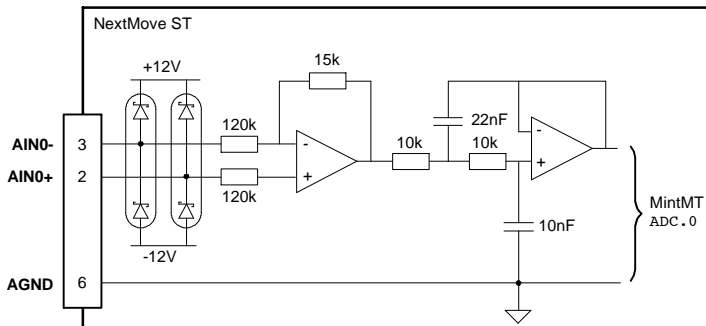 NextMove ST
+12V
15k
120k
22nF
AIN0-
3
-
10k
10k
-
AIN0+
2
+
+
120k
MintMT
ADC.0
10nF
-12V
AGND
6